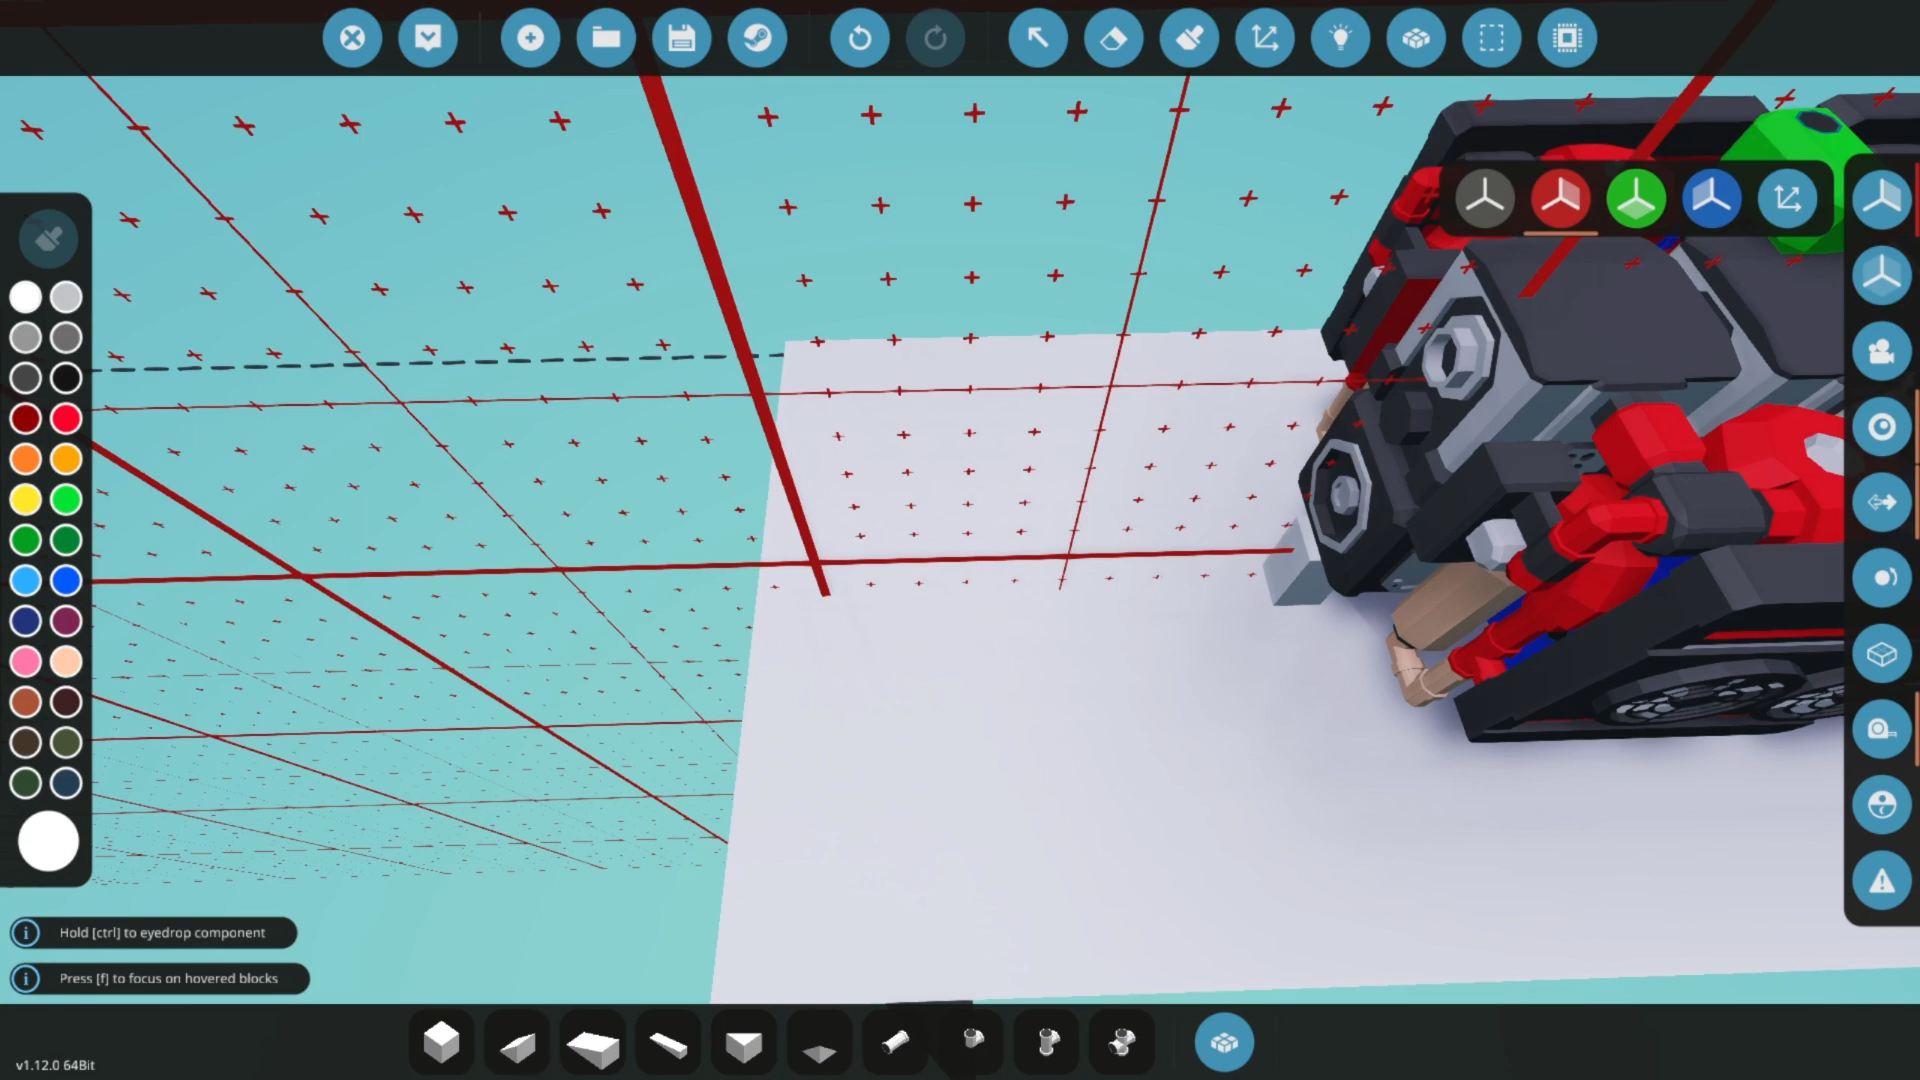 Hold [ctrl] to eyedrop component
Press [f] to focus on hovered blocks
v1.12.0 64Bit